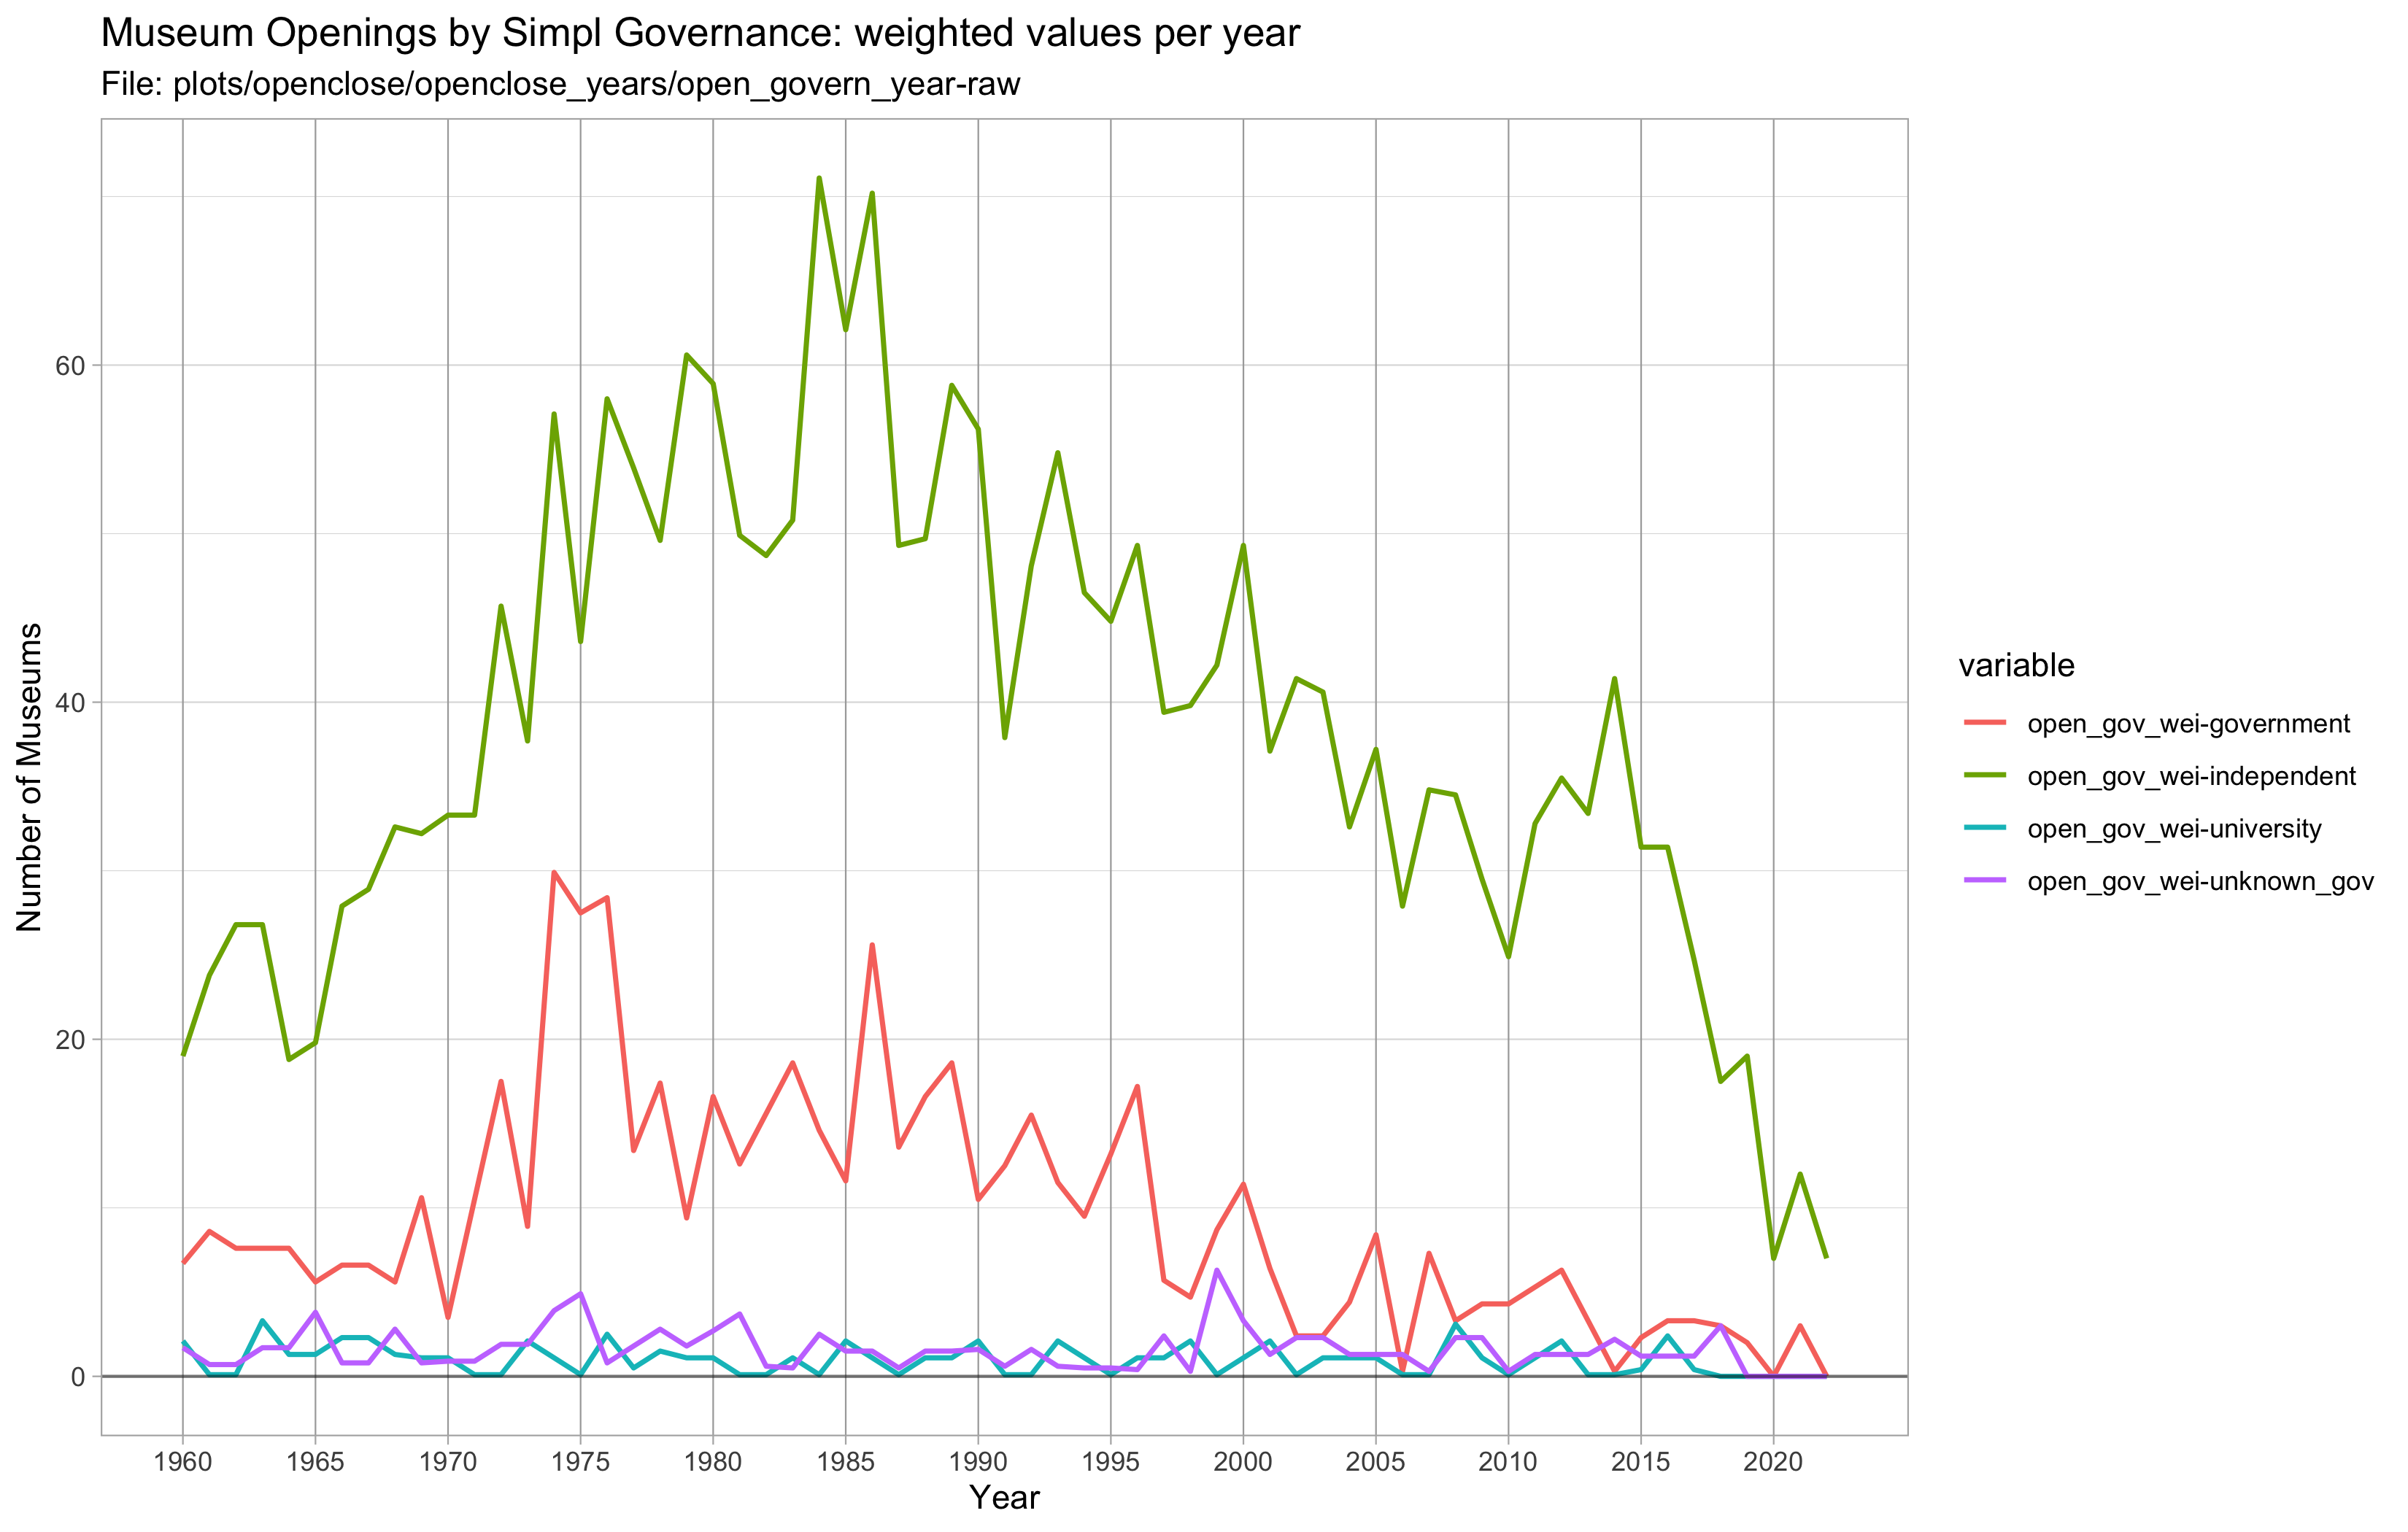 Museum Openings by Simpl Governance: weighted values per year
File: plots/openclose/openclose_years/open_govern_year-raw
Number of Museums
60
40
20
0
1960 1965 1970 1975 1980 1985 1990 1995 2000 2005 2010 2015 2020
Year
variable
open_gov_wei-government
open_gov_wei-independent
open_gov_wei-university
open_gov_wei-unknown_gov